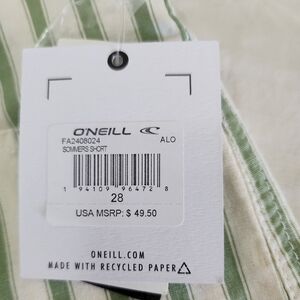 O'NEILL
FA2408024 ALO
SOMMERS SHORT
1 94109 96472 8
28
USA MSRP: $ 49.50
ONEILL.COM
MADE WITH RECYCLED PAPER